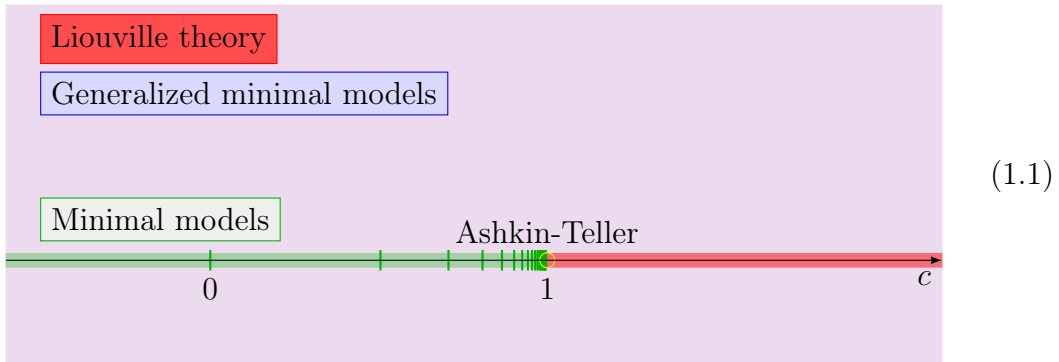 Liouville theory
Generalized minimal models
(1.1)
Minimal models
Ashkin-Teller
0
1
c